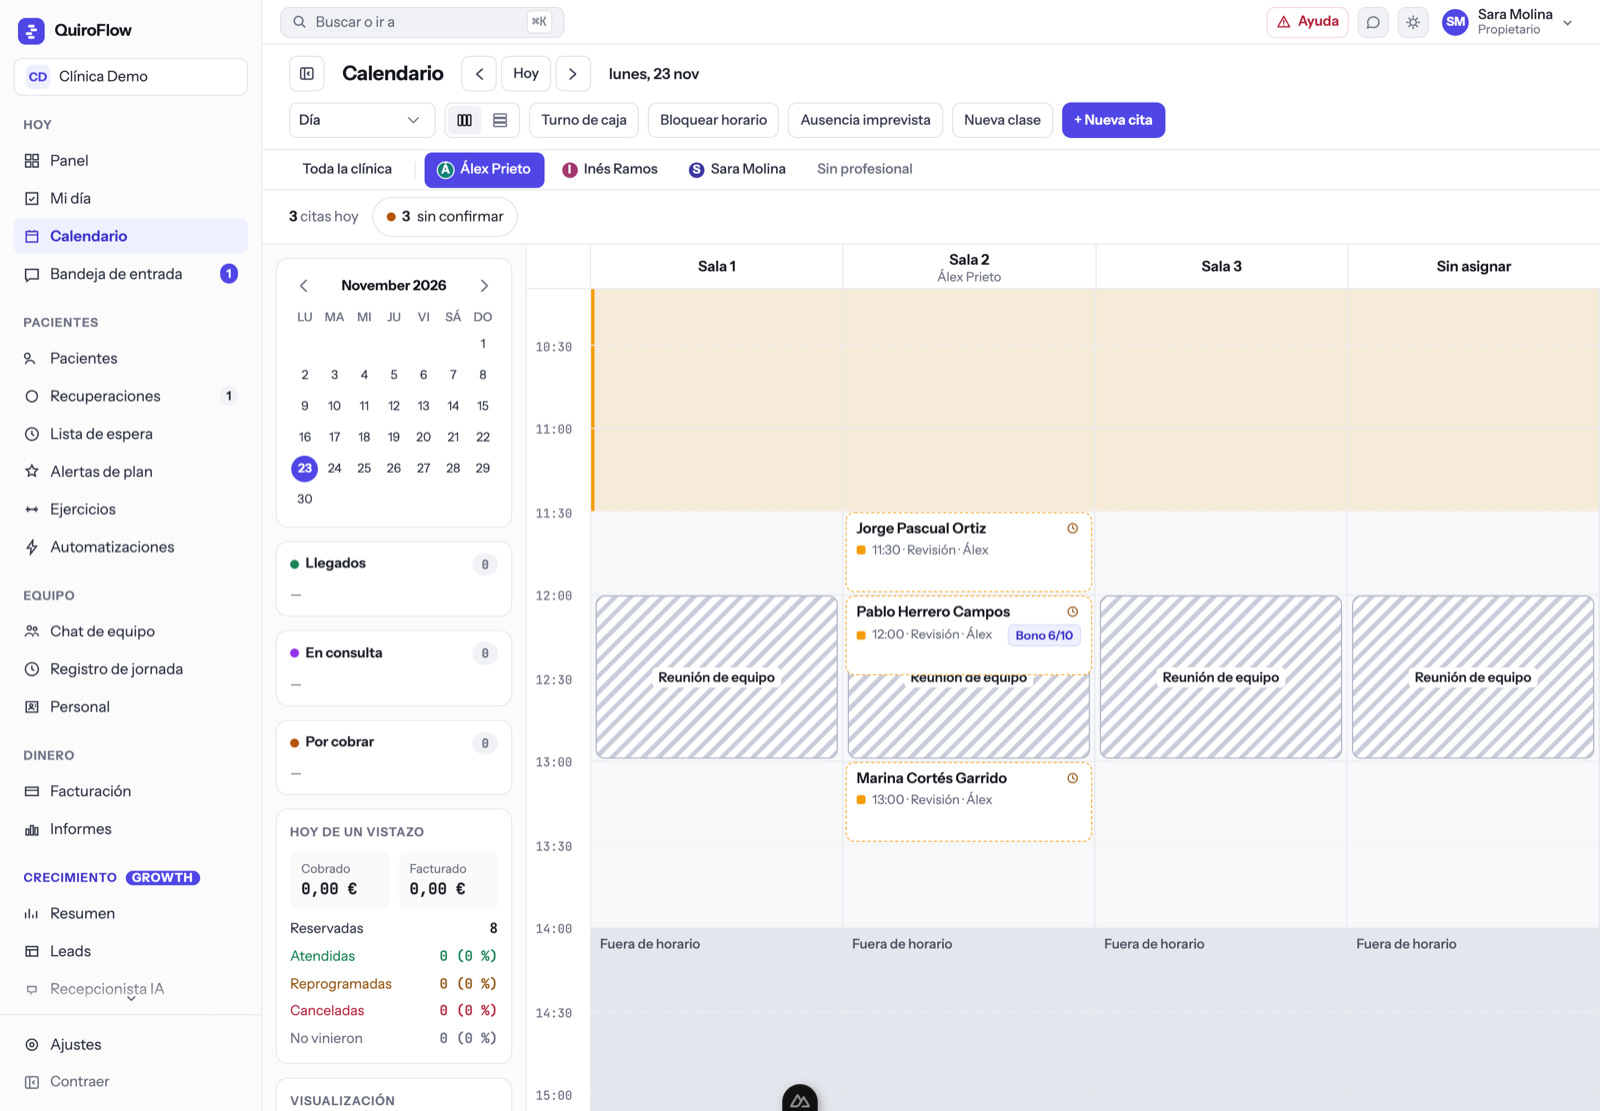 QuiroFlow
CD Clínica Demo
HOY
Panel
Mi día
Calendario
Bandeja de entrada 1
PACIENTES
Pacientes
Recuperaciones 1
Lista de espera
Alertas de plan
Ejercicios
Automatizaciones
EQUIPO
Chat de equipo
Registro de jornada
Personal
DINERO
Facturación
Informes
CRECIMIENTO GROWTH
Resumen
Leads
Recepcionista IA
Ajustes
Contraer
Buscar o ir a ⌘K
Ayuda
SM Sara Molina
Propietario
Calendario Hoy lunes, 23 nov
Día Turno de caja Bloquear horario Ausencia imprevista Nueva clase + Nueva cita
Toda la clínica Á Álex Prieto I Inés Ramos S Sara Molina Sin profesional
3 citas hoy 3 sin confirmar
November 2026
LU MA MI JU VI SÁ DO
1
2 3 4 5 6 7 8
9 10 11 12 13 14 15
16 17 18 19 20 21 22
23 24 25 26 27 28 29
30
Llegados 0
—
En consulta 0
—
Por cobrar 0
—
HOY DE UN VISTAZO
Cobrado Facturado
0,00 € 0,00 €
Reservadas 8
Atendidas 0 (0 %)
Reprogramadas 0 (0 %)
Canceladas 0 (0 %)
No vinieron 0 (0 %)
VISUALIZACIÓN
Sala 1 Sala 2 Sala 3 Sin asignar
Álex Prieto
10:30
11:00
11:30
Jorge Pascual Ortiz
11:30 · Revisión · Álex
12:00
Pablo Herrero Campos
12:00 · Revisión · Álex Bono 6/10
Reunión de equipo Reunión de equipo Reunión de equipo Reunión de equipo
12:30
13:00
Marina Cortés Garrido
13:00 · Revisión · Álex
13:30
14:00
Fuera de horario Fuera de horario Fuera de horario Fuera de horario
14:30
15:00